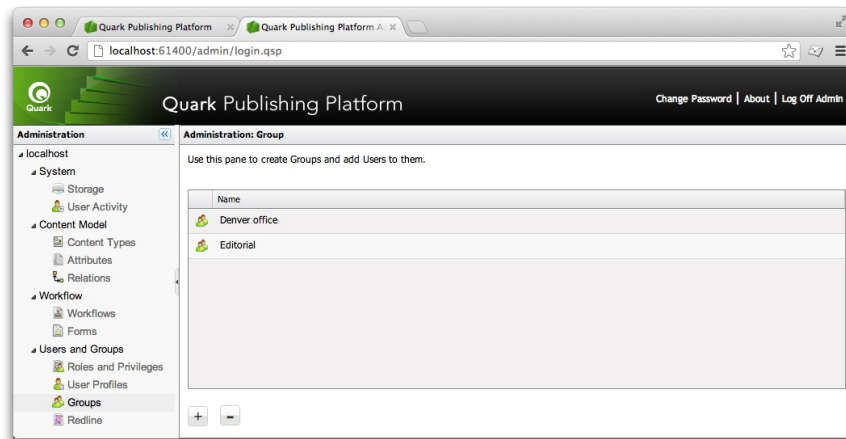 Quark Publishing Platform
Quark Publishing Platform A
localhost:61400/admin/login.qsp
Quark
Quark Publishing Platform
Change Password | About | Log Off Admin
Administration
Administration: Group
Use this pane to create Groups and add Users to them.
localhost
System
Storage
User Activity
Content Model
Content Types
Attributes
Relations
Workflow
Workflows
Forms
Users and Groups
Roles and Privileges
User Profiles
Groups
Redline
Name
Denver office
Editorial